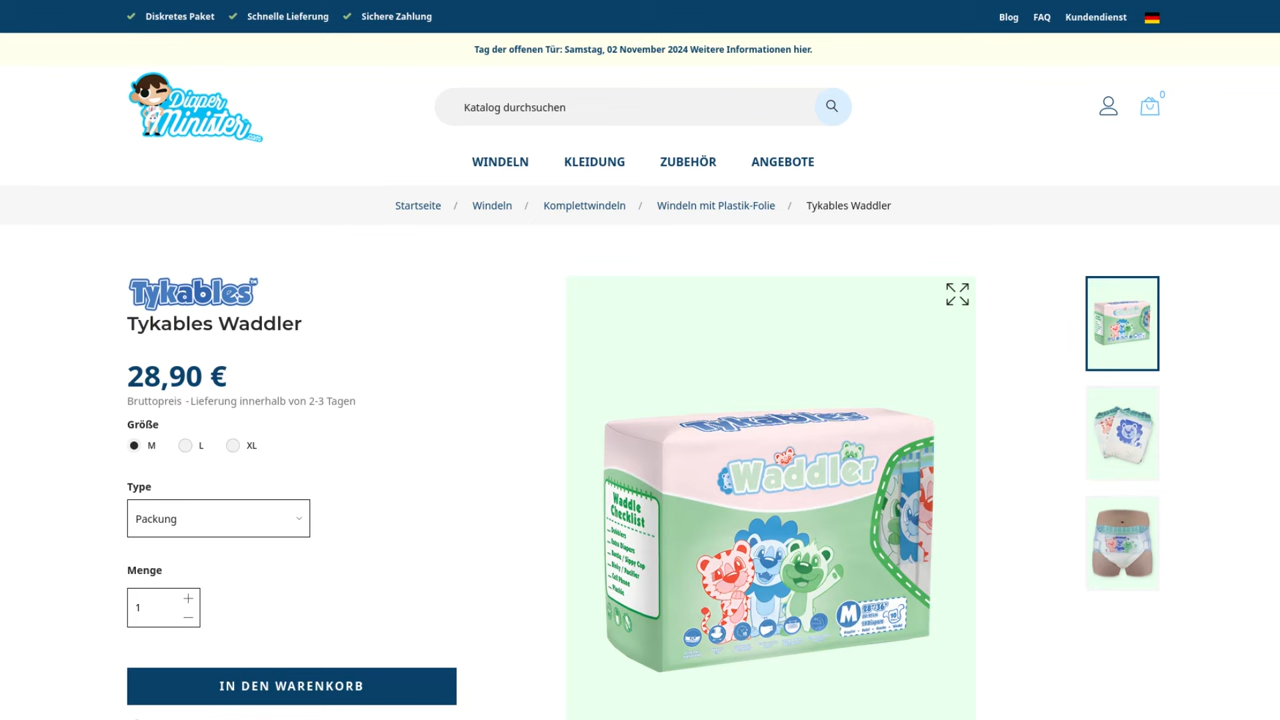 Diskretes Paket Schnelle Lieferung Sichere Zahlung Blog FAQ Kundendienst
Tag der offenen Tür: Samstag, 02 November 2024 Weitere Informationen hier.
Diaper
Minister.com
Katalog durchsuchen
0
WINDELN KLEIDUNG ZUBEHÖR ANGEBOTE
Startseite / Windeln / Komplettwindeln / Windeln mit Plastik-Folie / Tykables Waddler
Tykables
Tykables Waddler
28,90 €
Bruttopreis - Lieferung innerhalb von 2-3 Tagen
Größe
M L XL
Type
Packung
Menge
1
IN DEN WARENKORB
Tykables
Waddler
Waddle
Checklist
M